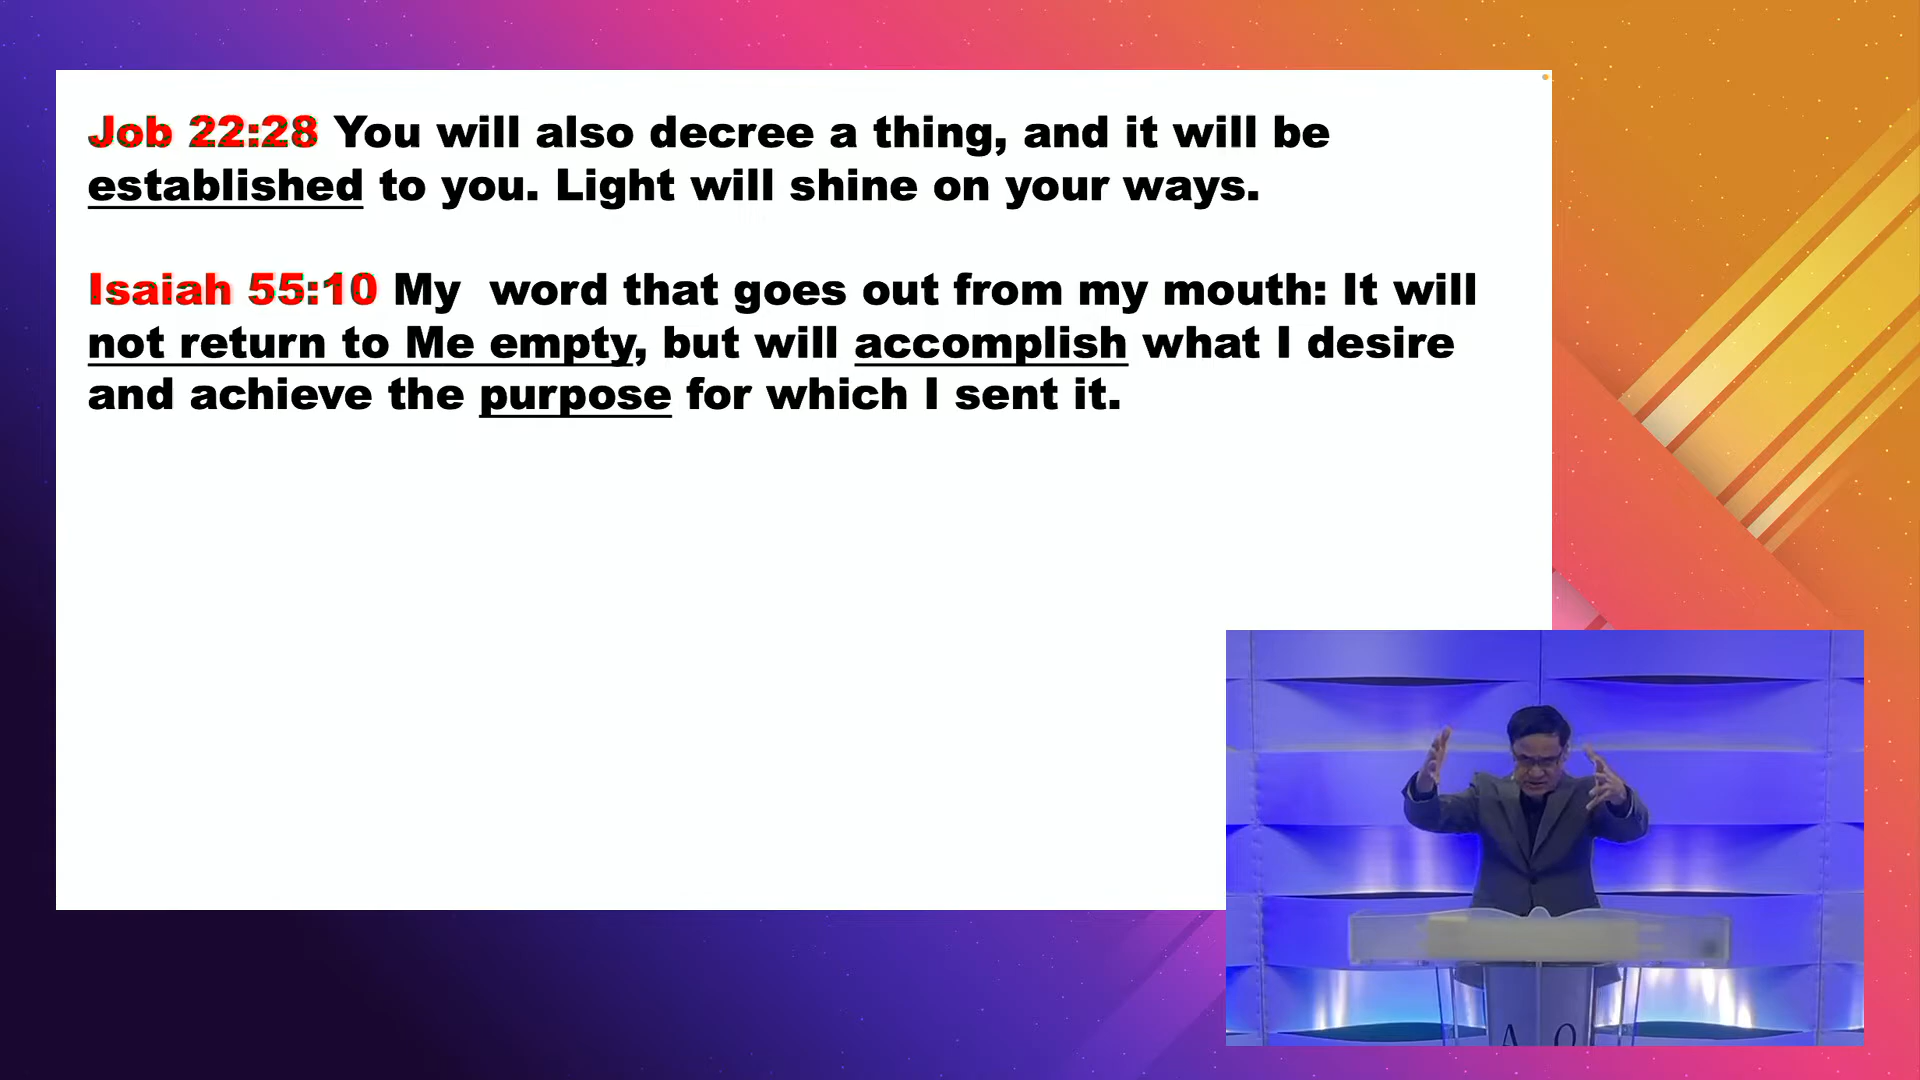 Job 22:28 You will also decree a thing, and it will be
established to you. Light will shine on your ways.
Isaiah 55:10 My word that goes out from my mouth: It will
not return to Me empty, but will accomplish what I desire
and achieve the purpose for which I sent it.
A O